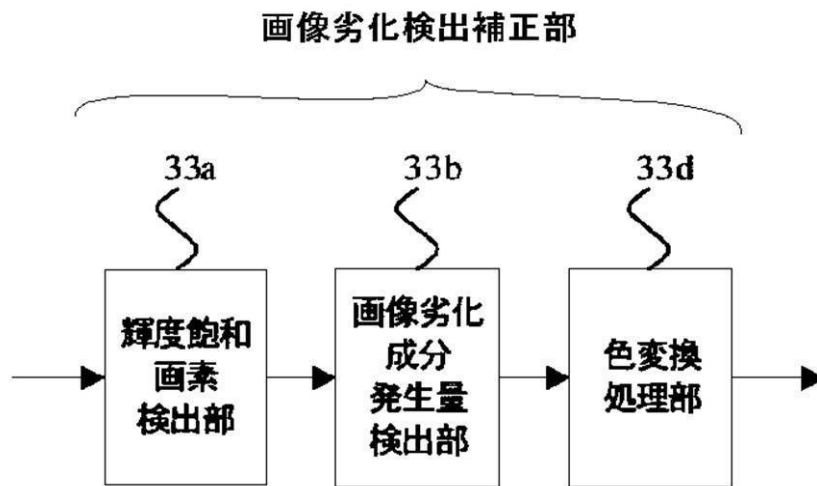 画像劣化検出補正部
33a
33b
33d
輝度飽和
画素
検出部
画像劣化
成分
発生量
検出部
色変換
処理部